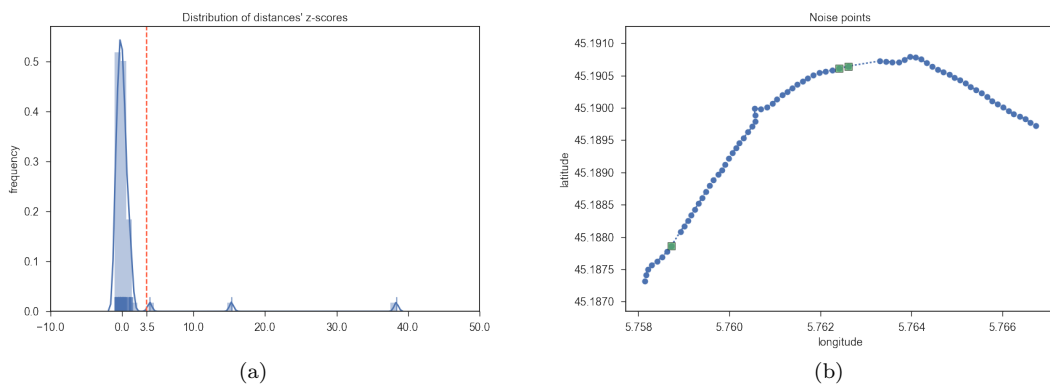 Distribution of distances' z-scores
frequency
0.5
0.4
0.3
0.2
0.1
0.0
−10.0 0.0 3.5 10.0 20.0 30.0 40.0 50.0
(a)
Noise points
latitude
45.1910
45.1905
45.1900
45.1895
45.1890
45.1885
45.1880
45.1875
45.1870
5.758 5.760 5.762 5.764 5.766
longitude
(b)